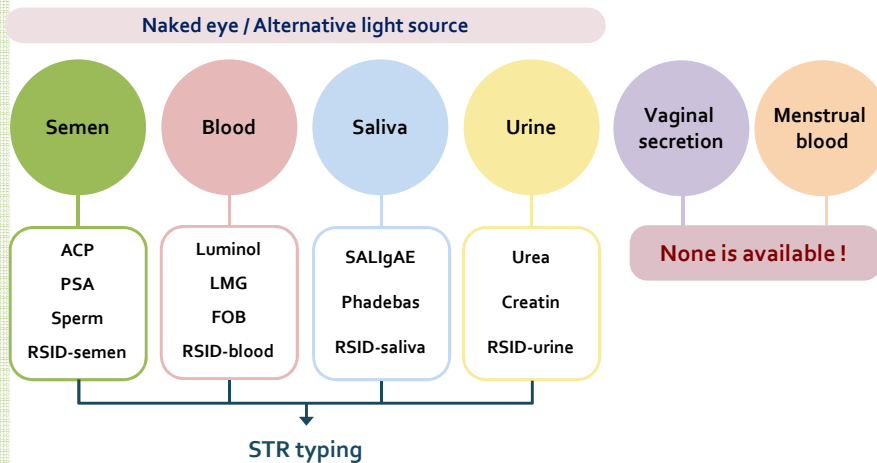 Naked eye / Alternative light source
Semen
Blood
Saliva
Urine
Vaginal
secretion
Menstrual
blood
ACP
PSA
Sperm
RSID-semen
Luminol
LMG
FOB
RSID-blood
SALIgAE
Phadebas
RSID-saliva
Urea
Creatin
RSID-urine
None is available !
STR typing